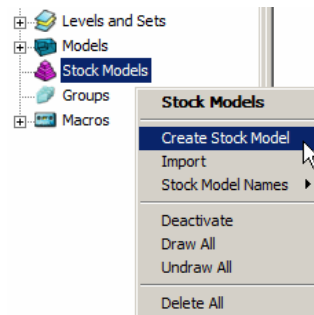 Levels and Sets
Models
Stock Models
Groups
Macros
Stock Models
Create Stock Model
Import
Stock Model Names
Deactivate
Draw All
Undraw All
Delete All